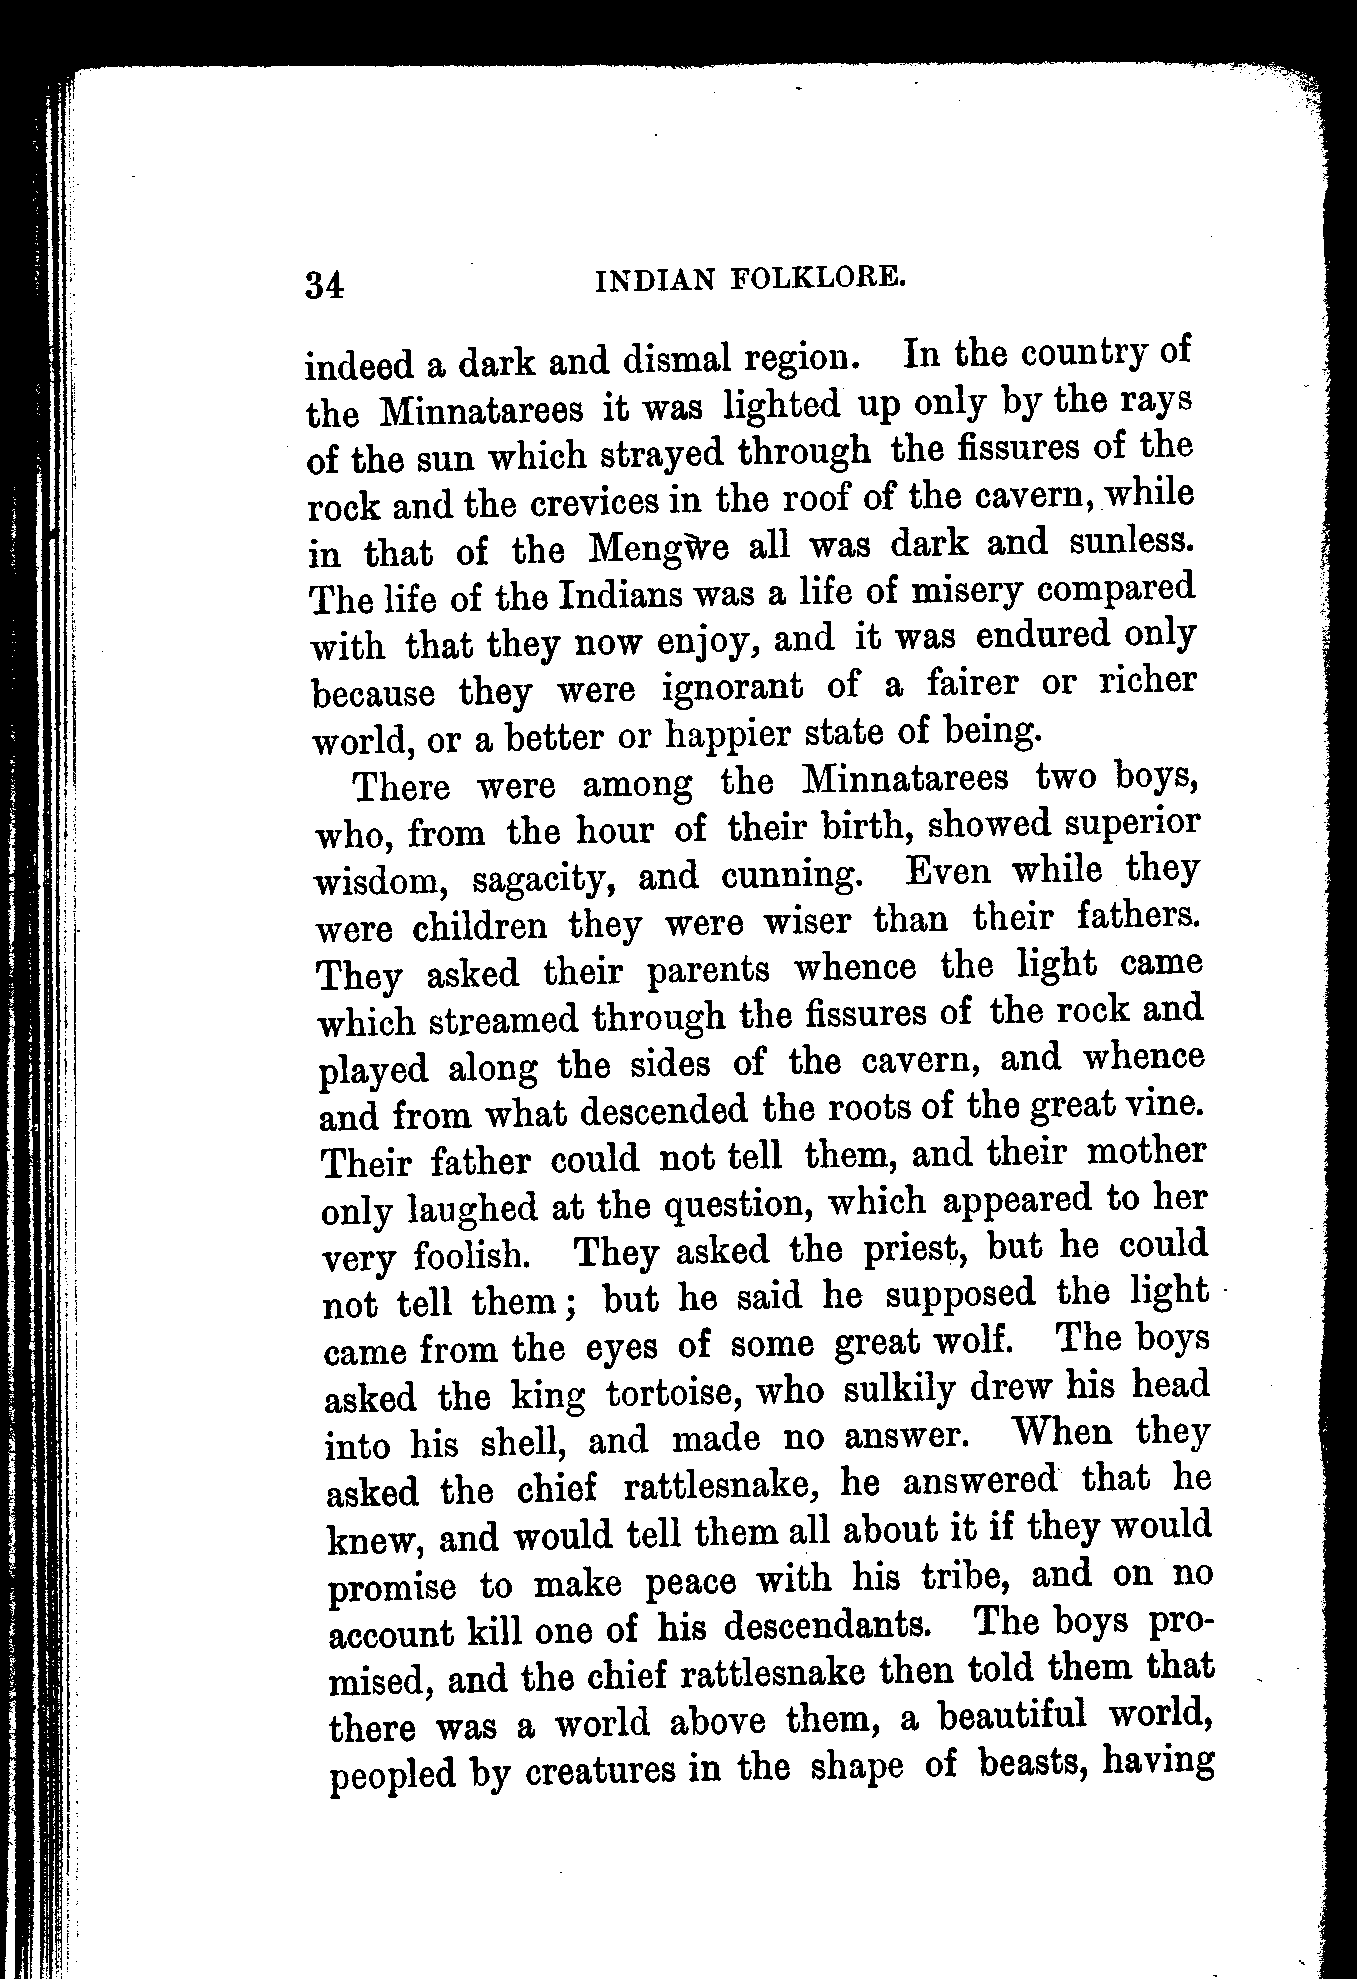 34 INDIAN FOLKLORE.
indeed a dark and dismal region. In the country of
the Minnatarees it was lighted up only by the rays
of the sun which strayed through the fissures of the
rock and the crevices in the roof of the cavern, while
in that of the Mengwe all was dark and sunless.
The life of the Indians was a life of misery compared
with that they now enjoy, and it was endured only
because they were ignorant of a fairer or richer
world, or a better or happier state of being.
There were among the Minnatarees two boys,
who, from the hour of their birth, showed superior
wisdom, sagacity, and cunning. Even while they
were children they were wiser than their fathers.
They asked their parents whence the light came
which streamed through the fissures of the rock and
played along the sides of the cavern, and whence
and from what descended the roots of the great vine.
Their father could not tell them, and their mother
only laughed at the question, which appeared to her
very foolish. They asked the priest, but he could
not tell them; but he said he supposed the light
came from the eyes of some great wolf. The boys
asked the king tortoise, who sulkily drew his head
into his shell, and made no answer. When they
asked the chief rattlesnake, he answered that he
knew, and would tell them all about it if they would
promise to make peace with his tribe, and on no
account kill one of his descendants. The boys pro-
mised, and the chief rattlesnake then told them that
there was a world above them, a beautiful world,
peopled by creatures in the shape of beasts, having